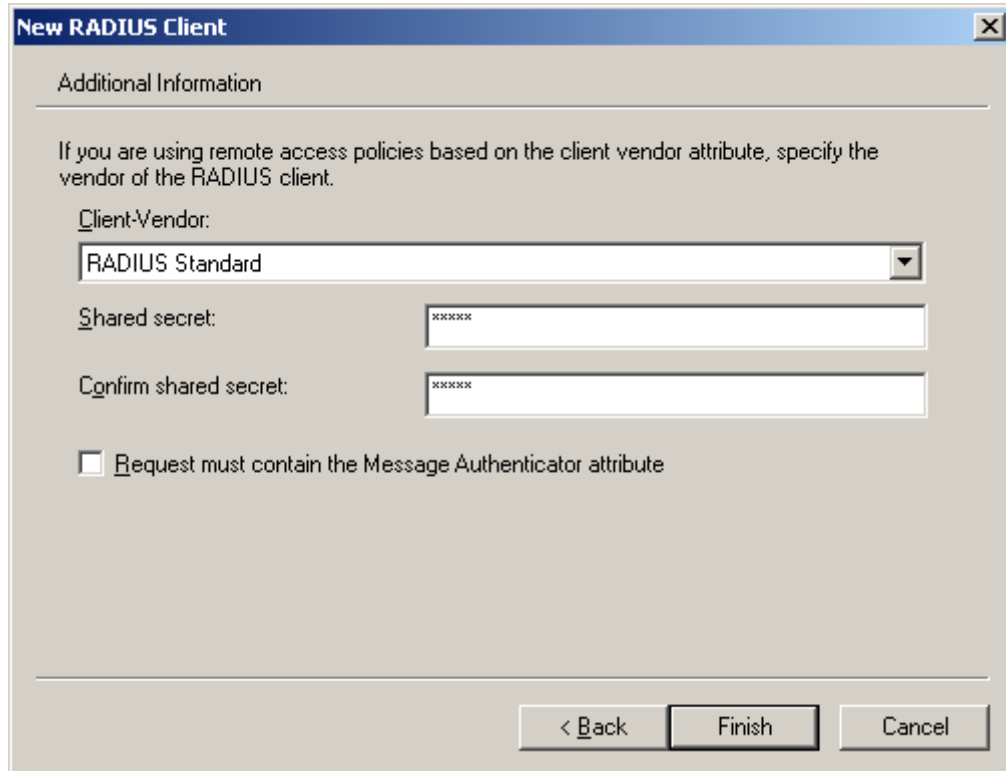 New RADIUS Client
Additional Information
If you are using remote access policies based on the client vendor attribute, specify the
vendor of the RADIUS client.
Client-Vendor:
RADIUS Standard
Shared secret:
*****
Confirm shared secret:
*****
Request must contain the Message Authenticator attribute
< Back
Finish
Cancel